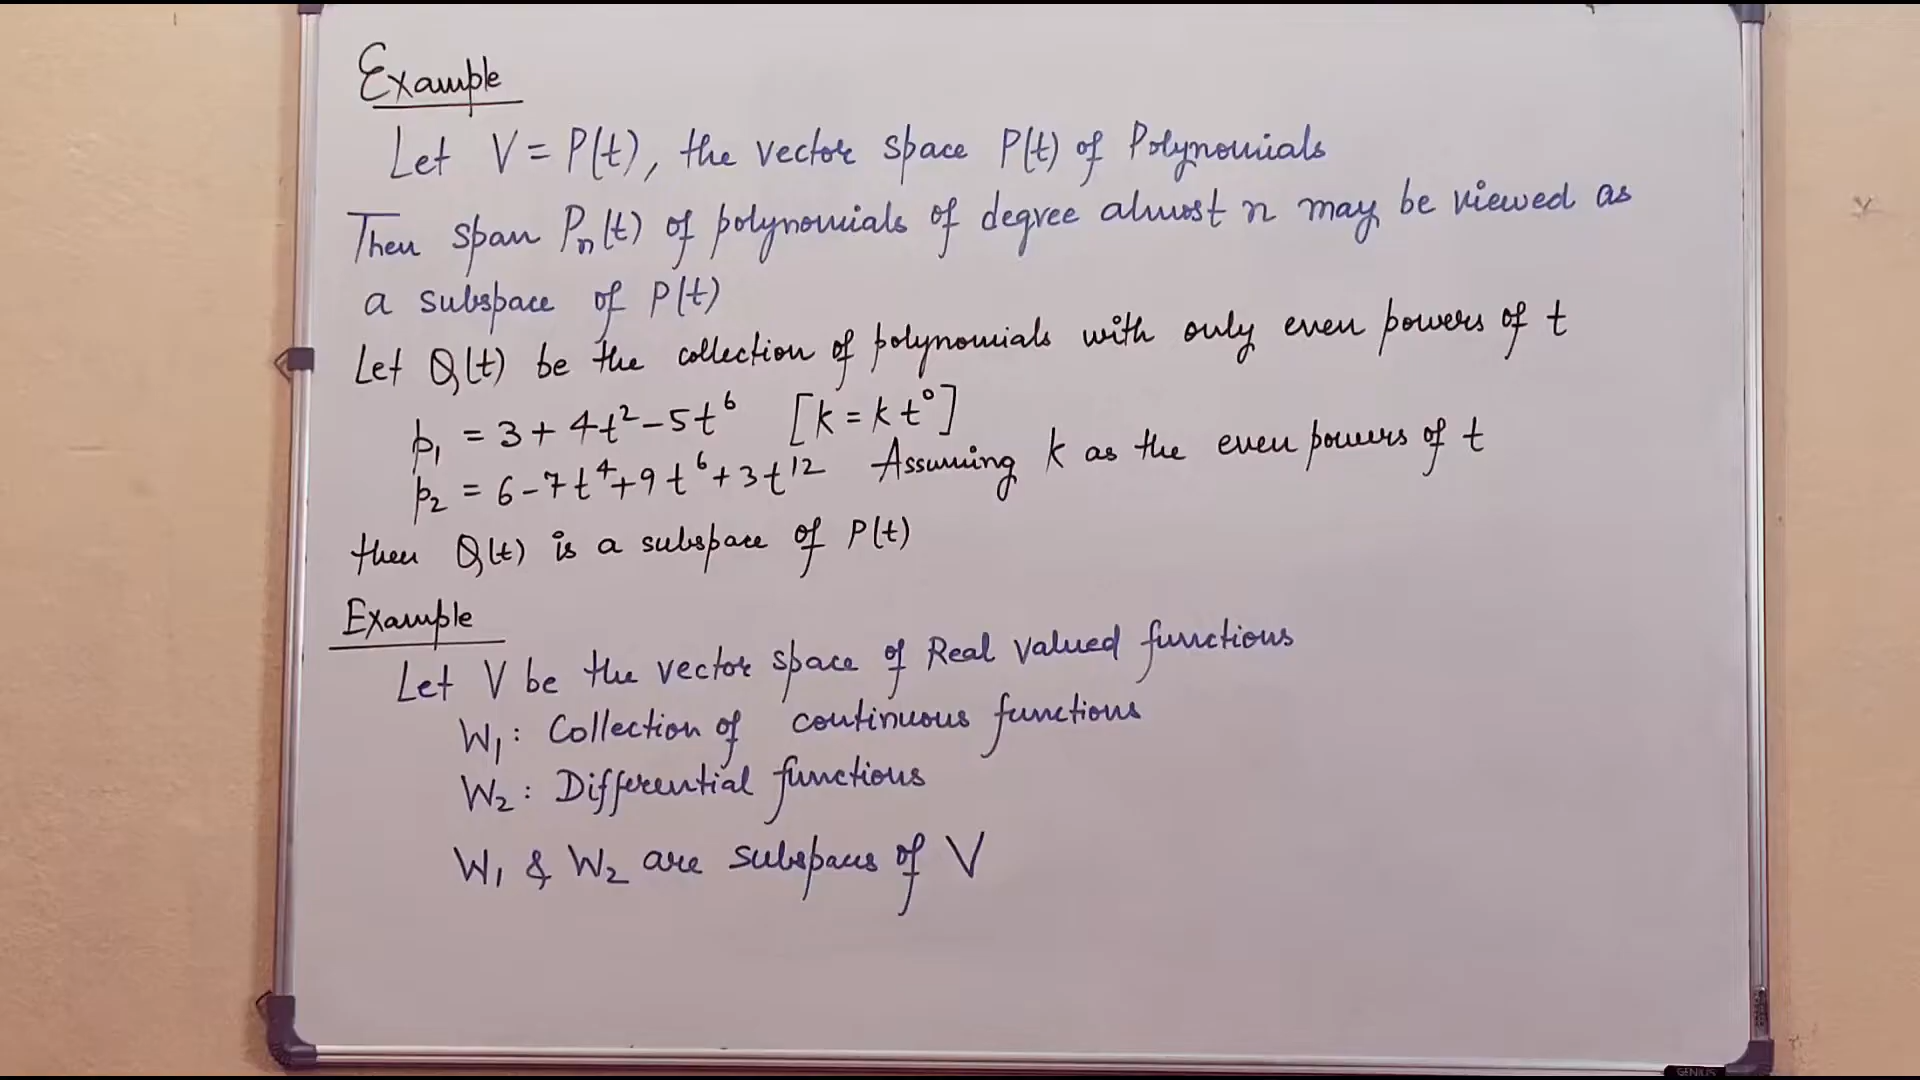 Example
Let V = P(t), the vector space P(t) of Polynomials
Then span Pₙ(t) of polynomials of degree almost n may be viewed as
a subspace of P(t)
Let Q(t) be the collection of polynomials with only even powers of t
p₁ = 3 + 4t² - 5t⁶ [k = k t⁰]
p₂ = 6 - 7t⁴ + 9t⁶ + 3t¹² Assuming k as the even powers of t
then Q(t) is a subspace of P(t)
Example
Let V be the vector space of Real valued functions
W₁: Collection of continuous functions
W₂: Differential functions
W₁ & W₂ are subspaces of V
GENIUS